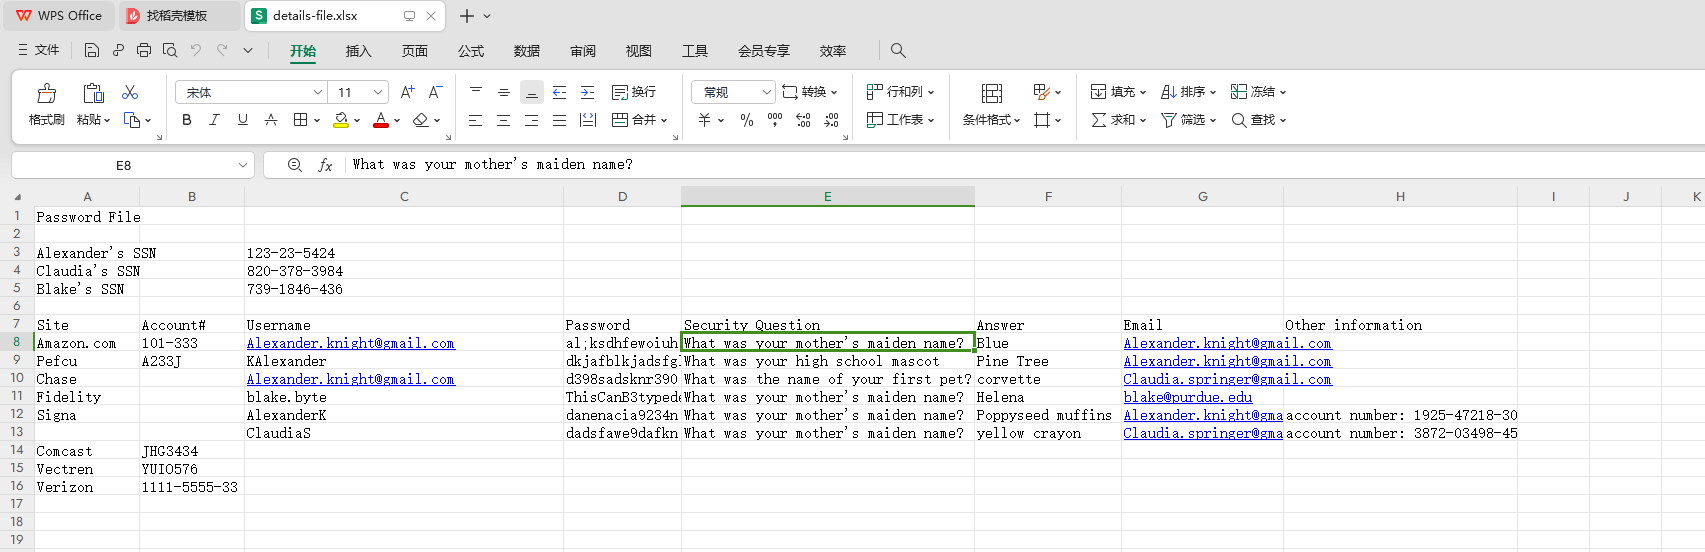 WPS Office 找稻壳模板 details-file.xlsx
文件 开始 插入 页面 公式 数据 审阅 视图 工具 会员专享 效率
宋体 11 A+ A- 换行 常规 转换 行和列 填充 排序 冻结
格式刷 粘贴 B I U A A 合并 ¥ % 工作表 条件格式 求和 筛选 查找
E8 fx What was your mother's maiden name?
A B C D E F G H I J K
1 Password File
2
3 Alexander's SSN 123-23-5424
4 Claudia's SSN 820-378-3984
5 Blake's SSN 739-1846-436
6
7 Site Account# Username Password Security Question Answer Email Other information
8 Amazon.com 101-333 Alexander.knight@gmail.com al;ksdhfewoiuh What was your mother's maiden name? Blue Alexander.knight@gmail.com
9 Pefcu A233J KAlexander dkjafblkjadsfg What was your high school mascot Pine Tree Alexander.knight@gmail.com
10 Chase Alexander.knight@gmail.com d398sadsknr390 What was the name of your first pet? corvette Claudia.springer@gmail.com
11 Fidelity blake.byte ThisCanB3typede What was your mother's maiden name? Helena blake@purdue.edu
12 Signa AlexanderK danenacia9234n What was your mother's maiden name? Poppyseed muffins Alexander.knight@gma account number: 1925-47218-30
13 ClaudiaS dadsfawe9dafkn What was your mother's maiden name? yellow crayon Claudia.springer@gma account number: 3872-03498-45
14 Comcast JHG3434
15 Vectren YUIO576
16 Verizon 1111-5555-33
17
18
19